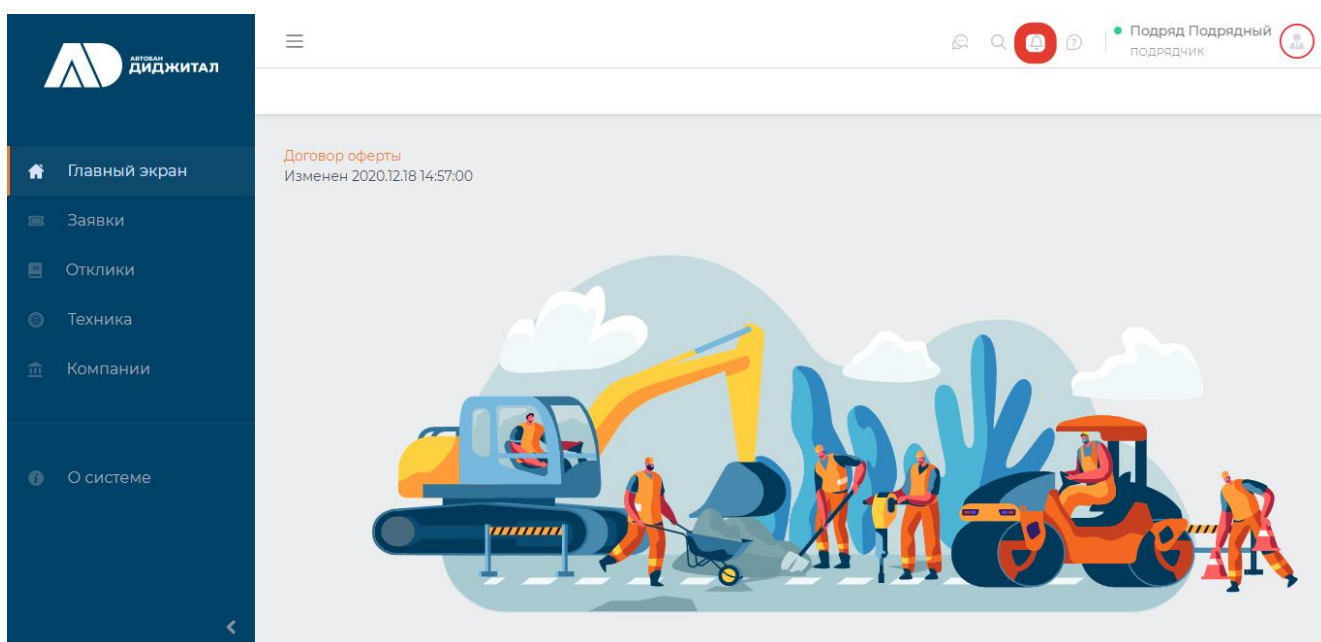 АВТОБАН
ДИДЖИТАЛ
Подряд Подрядный
подрядчик
Главный экран
Заявки
Отклики
Техника
Компании
О системе
Договор оферты
Изменен 2020.12.18 14:57:00